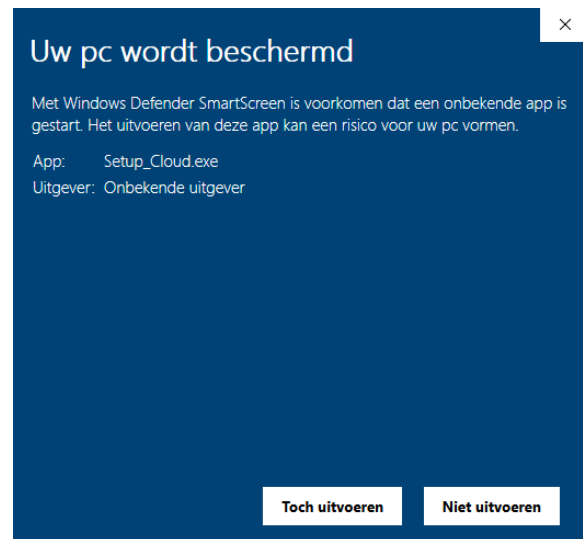 Uw pc wordt beschermd
Met Windows Defender SmartScreen is voorkomen dat een onbekende app is
gestart. Het uitvoeren van deze app kan een risico voor uw pc vormen.
App: Setup_Cloud.exe
Uitgever: Onbekende uitgever
Toch uitvoeren Niet uitvoeren